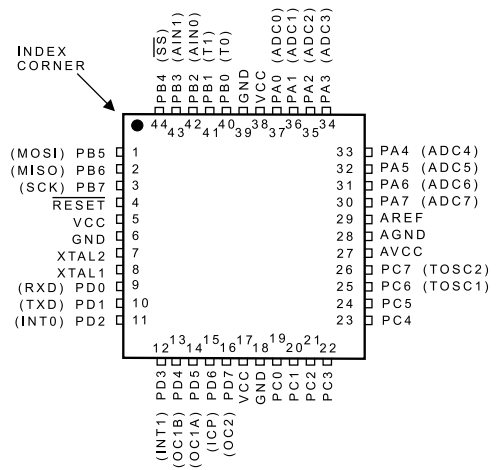 INDEX
CORNER
PB4 (SS)
PB3 (AIN1)
PB2 (AIN0)
PB1 (T1)
PB0 (T0)
GND
VCC
PA0 (ADC0)
PA1 (ADC1)
PA2 (ADC2)
PA3 (ADC3)
44 43 42 41 40 39 38 37 36 35 34
(MOSI) PB5 1
(MISO) PB6 2
(SCK) PB7 3
RESET 4
VCC 5
GND 6
XTAL2 7
XTAL1 8
(RXD) PD0 9
(TXD) PD1 10
(INT0) PD2 11
33 PA4 (ADC4)
32 PA5 (ADC5)
31 PA6 (ADC6)
30 PA7 (ADC7)
29 AREF
28 AGND
27 AVCC
26 PC7 (TOSC2)
25 PC6 (TOSC1)
24 PC5
23 PC4
12 13 14 15 16 17 18 19 20 21 22
(INT1) PD3
(OC1B) PD4
(OC1A) PD5
(ICP) PD6
(OC2) PD7
VCC
GND
PC0
PC1
PC2
PC3